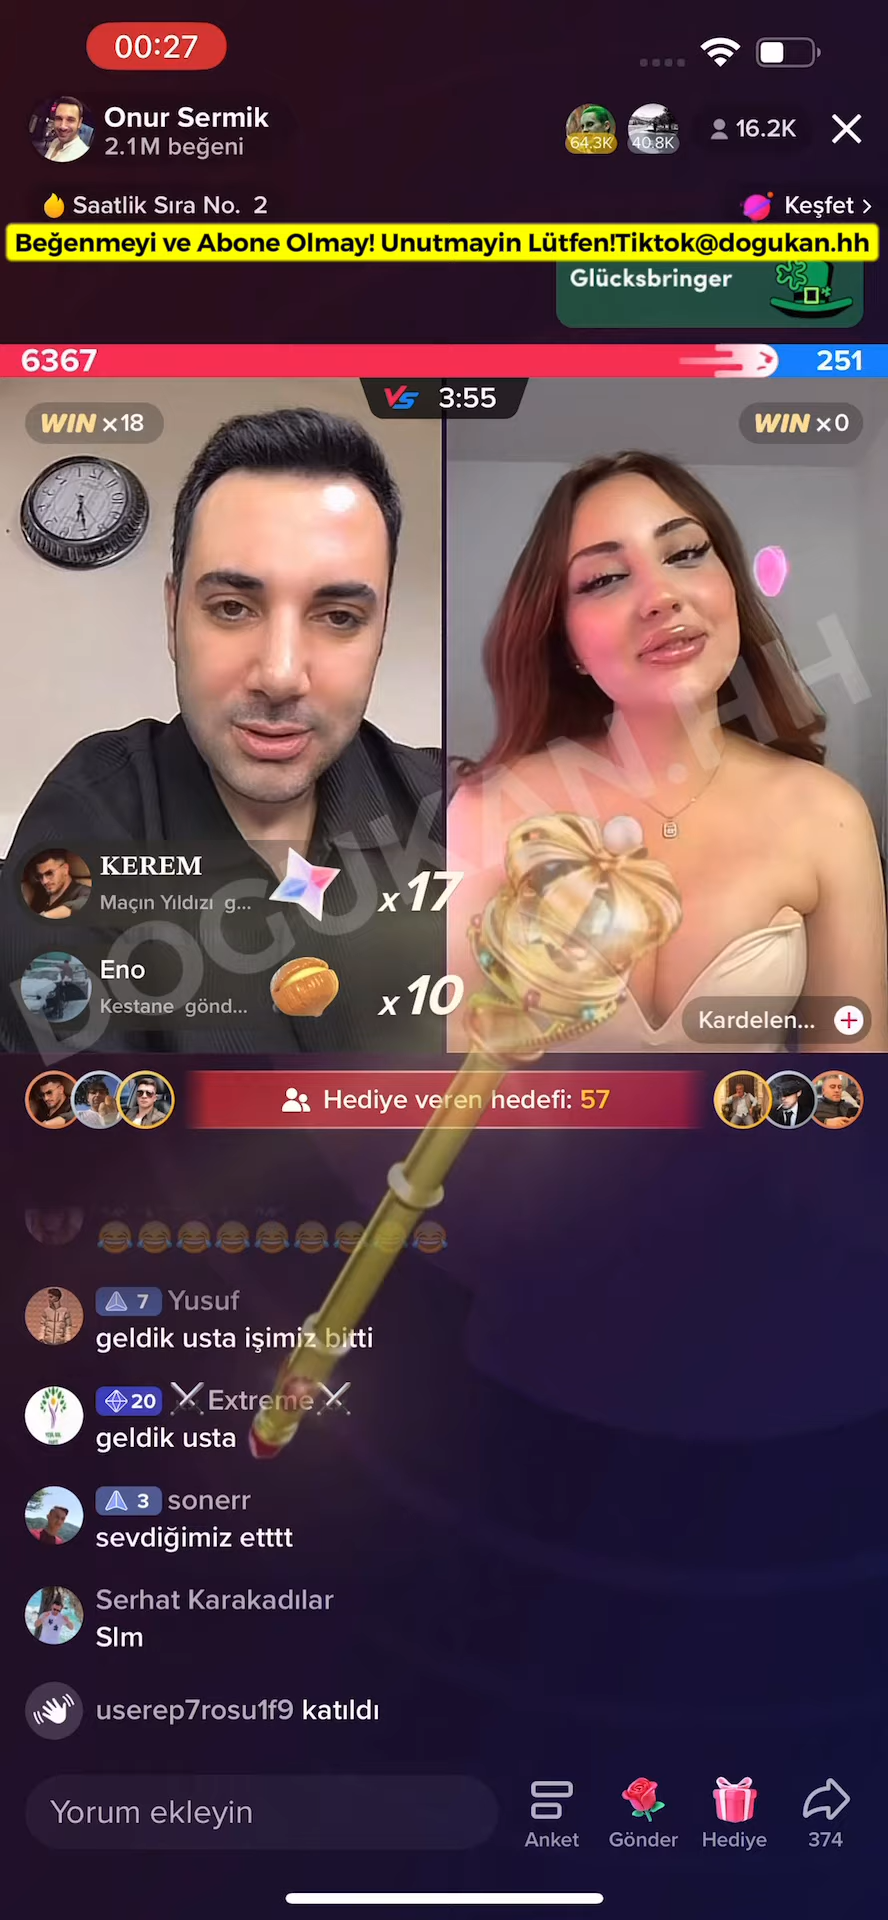 00:27
Onur Sermik
2.1M beğeni
64.3K
40.8K
16.2K
Saatlik Sıra No. 2
Keşfet >
Beğenmeyi ve Abone Olmay! Unutmayin Lütfen!Tiktok@dogukan.hh
Glücksbringer
6367
251
VS 3:55
WIN x18
WIN x0
DOGUKAN.HH
KEREM
Maçın Yıldızı g...
x17
Eno
Kestane gönd...
x10
Kardelen...
Hediye veren hedefi: 57
7 Yusuf
geldik usta işimiz bitti
20 Extreme
geldik usta
3 sonerr
sevdiğimiz etttt
Serhat Karakadılar
Slm
userep7rosu1f9 katıldı
Yorum ekleyin
Anket
Gönder
Hediye
374